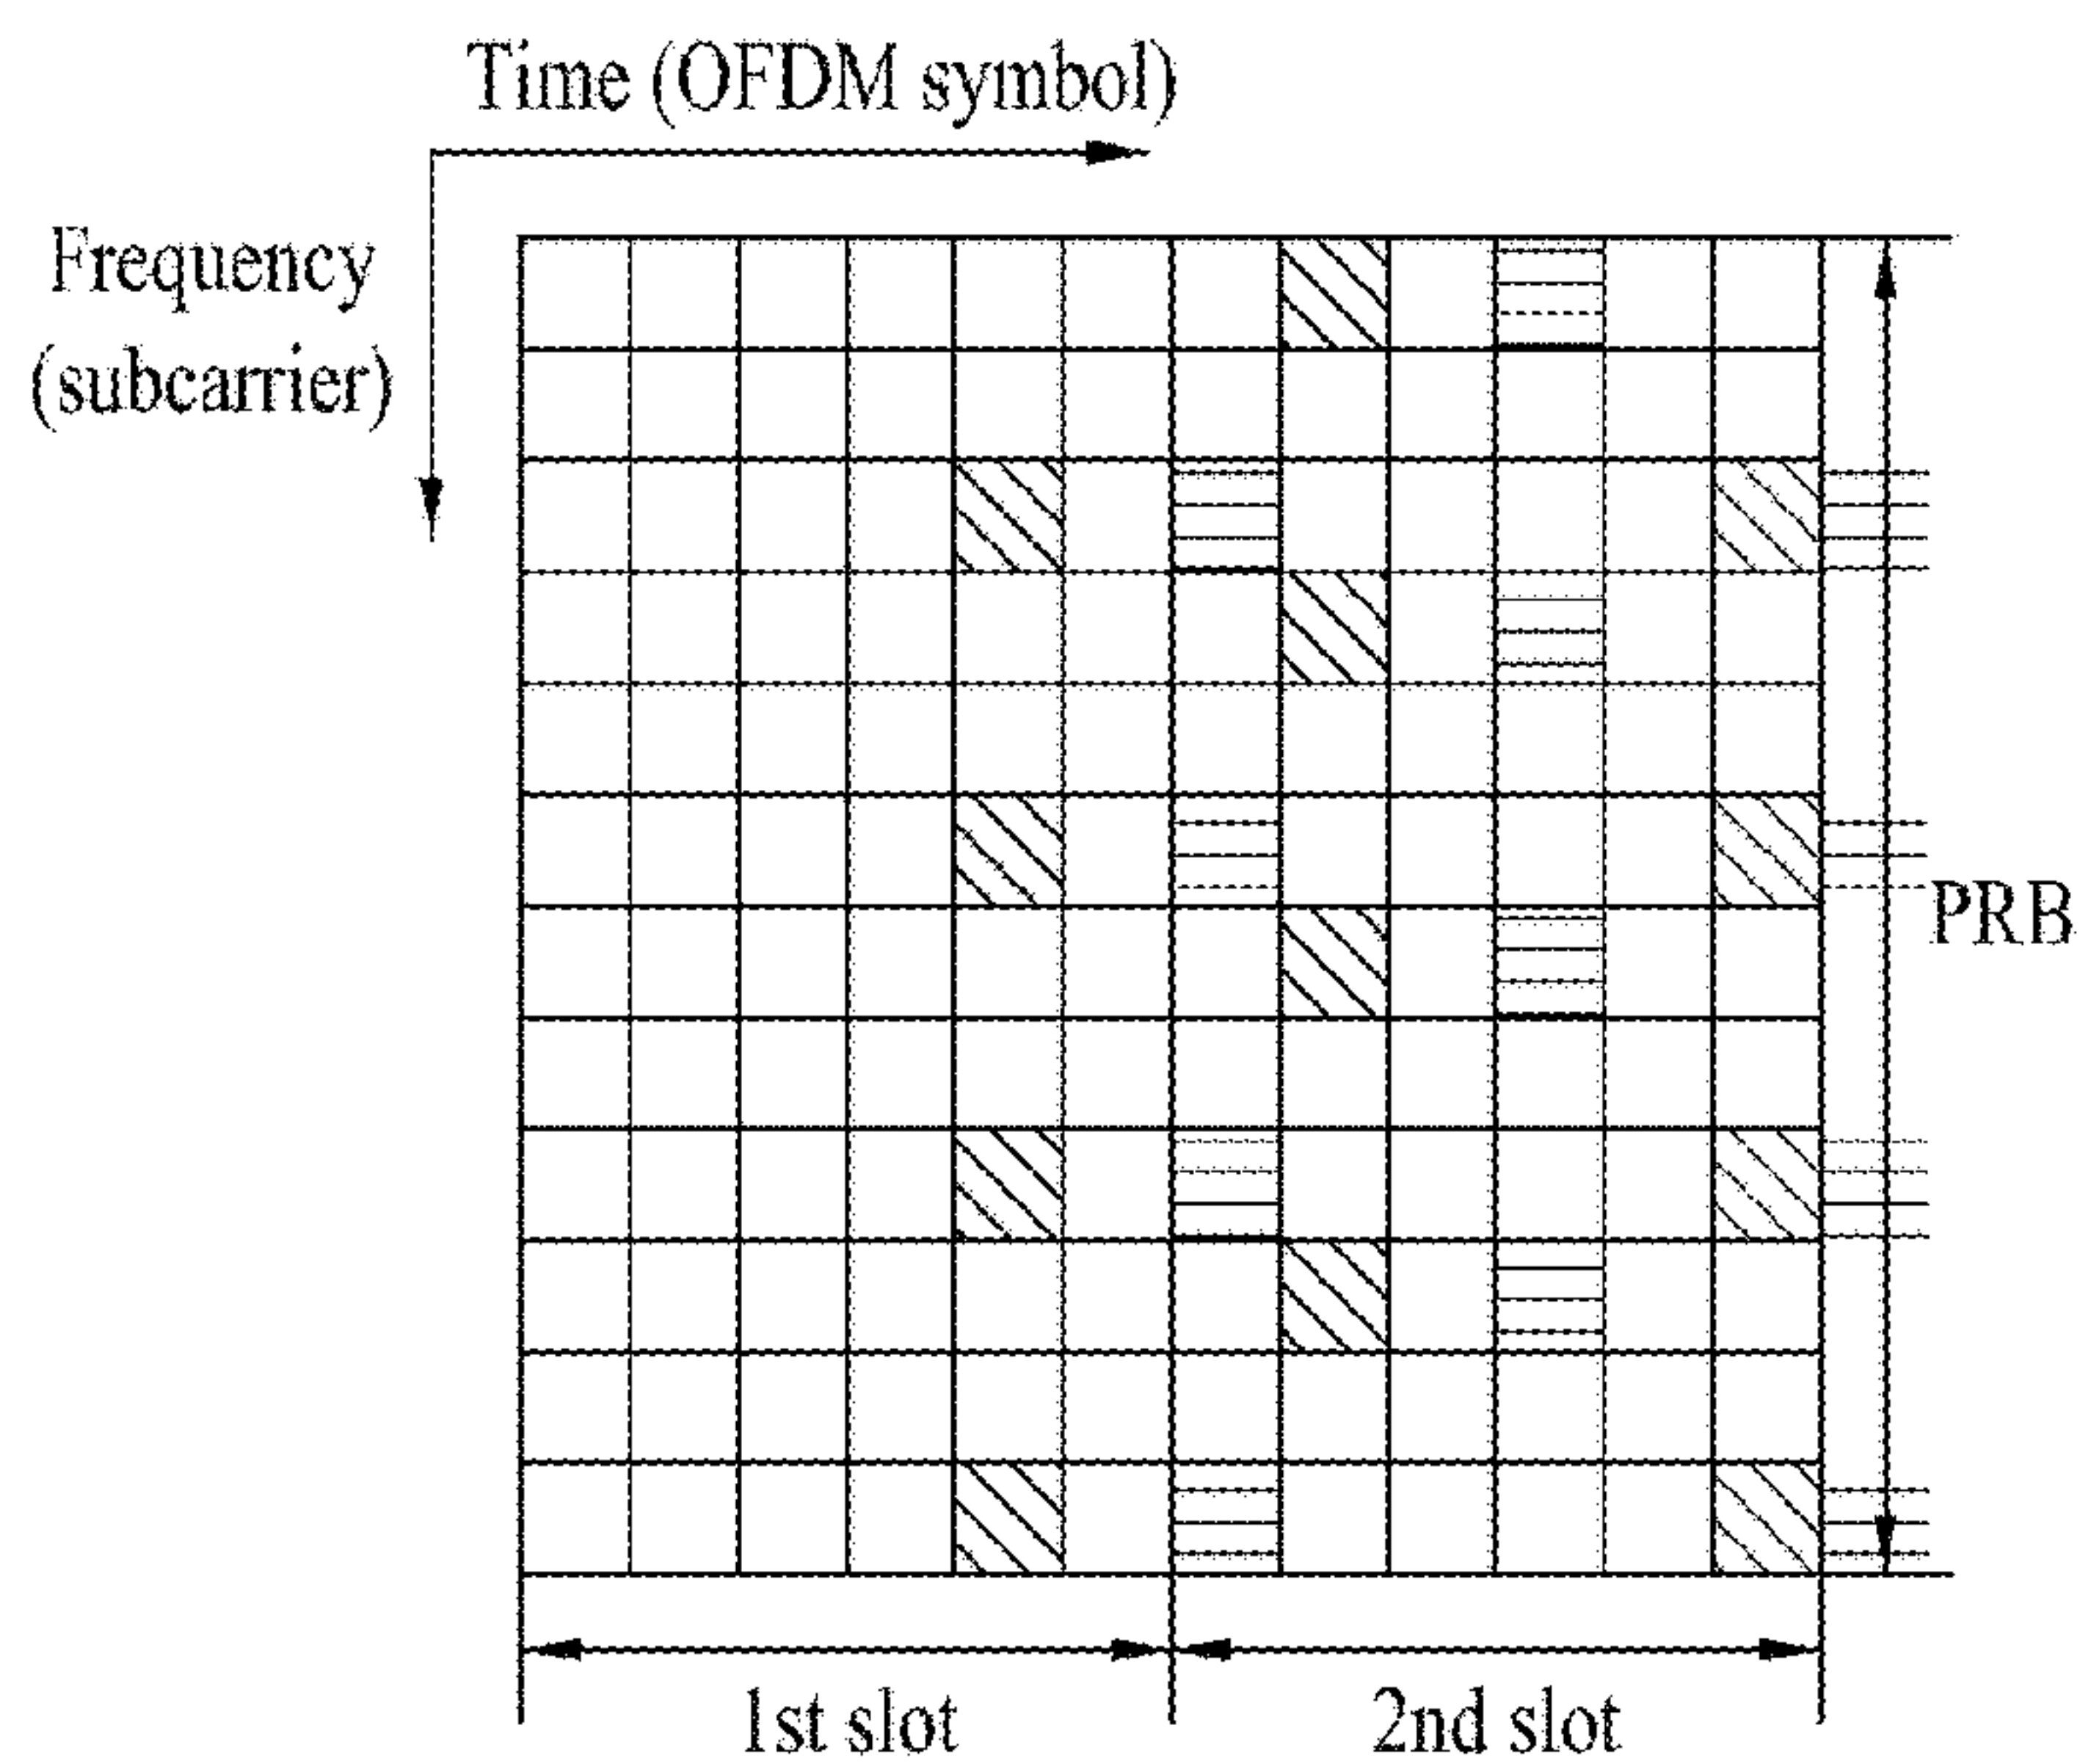 Time (OFDM symbol)
Frequency
(subcarrier)
PRB
1st slot
2nd slot